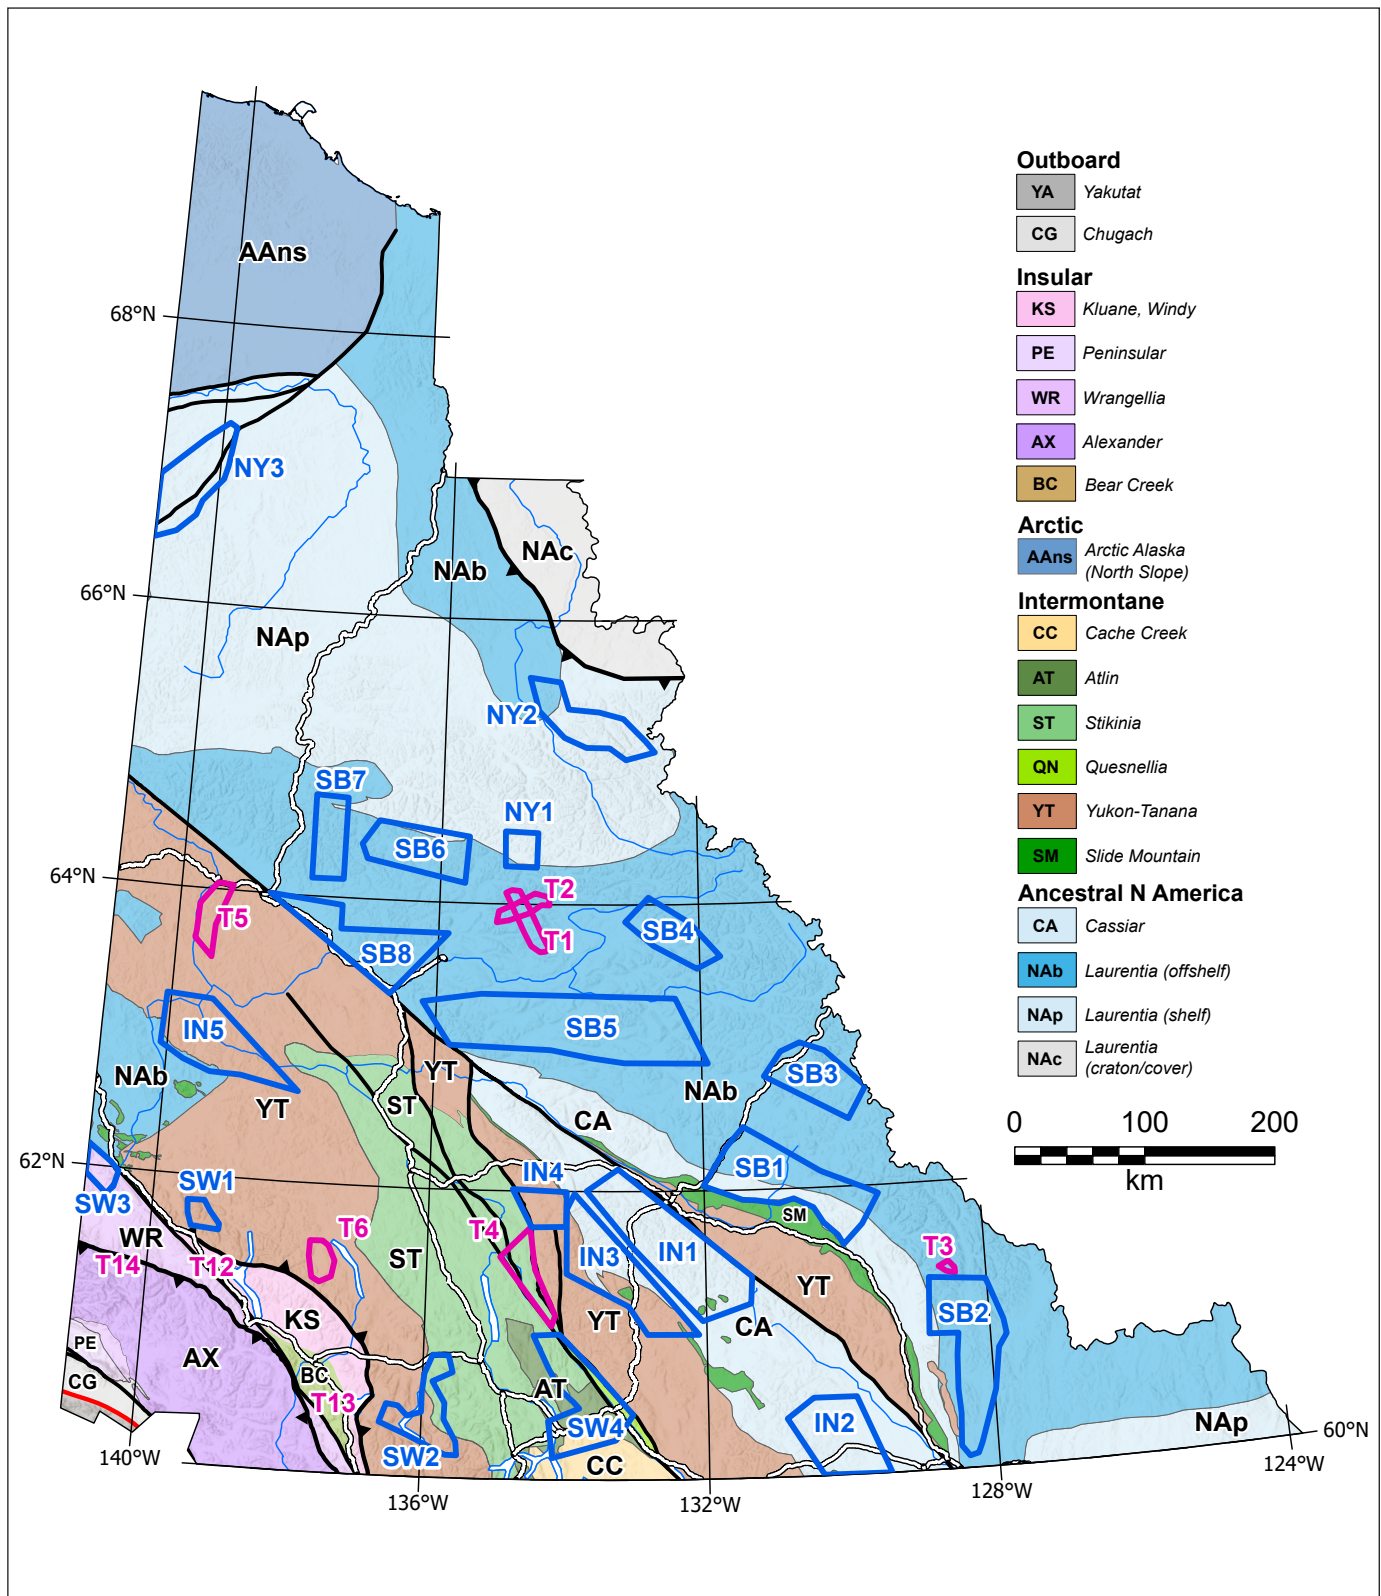 Outboard
YA Yakutat
CG Chugach
Insular
KS Kluane, Windy
PE Peninsular
WR Wrangellia
AX Alexander
BC Bear Creek
Arctic
AAns Arctic Alaska
(North Slope)
Intermontane
CC Cache Creek
AT Atlin
ST Stikinia
QN Quesnellia
YT Yukon-Tanana
SM Slide Mountain
Ancestral N America
CA Cassiar
NAb Laurentia (offshelf)
NAp Laurentia (shelf)
NAc Laurentia
(craton/cover)
0 100 200
km
AAns
68°N
NY3
NAc
NAb
66°N
NAp
NY2
SB7
NY1
SB6
64°N
T2
T5
T1
SB4
SB8
IN5
SB5
NAb
YT
SB3
NAb
YT
ST
CA
62°N
SB1
IN4
SW1
SW3
SM
T6
T4
WR
T3
T14
T12
ST
IN3
IN1
YT
SB2
KS
YT
CA
PE
AX
BC
CG
AT
T13
SW4
IN2
NAp
60°N
140°W
SW2
CC
124°W
136°W
132°W
128°W